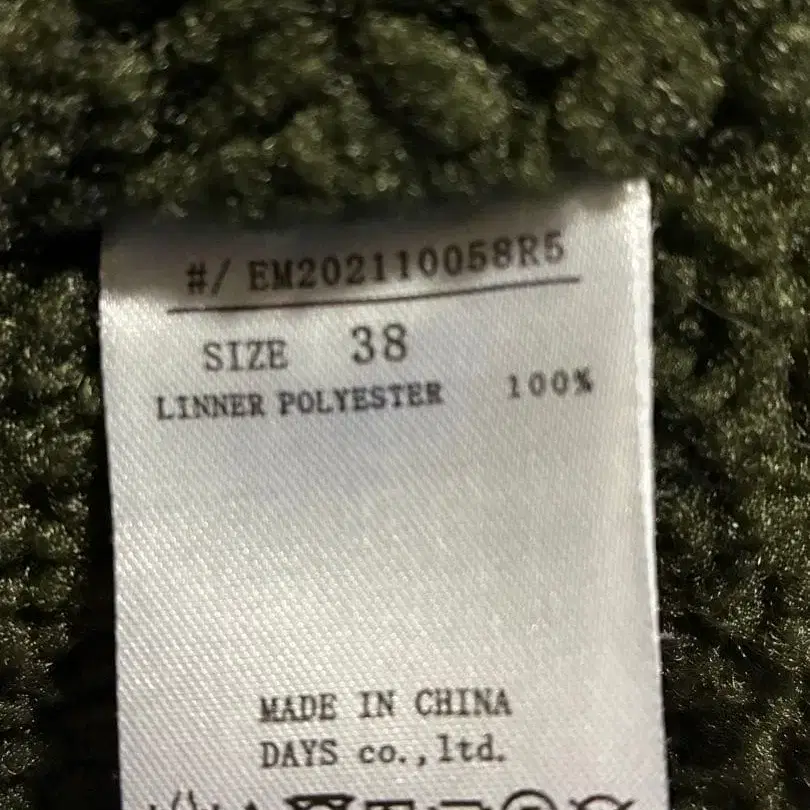 #/ EM202110058R5
SIZE 38
LINNER POLYESTER 100%
MADE IN CHINA
DAYS co.,ltd.